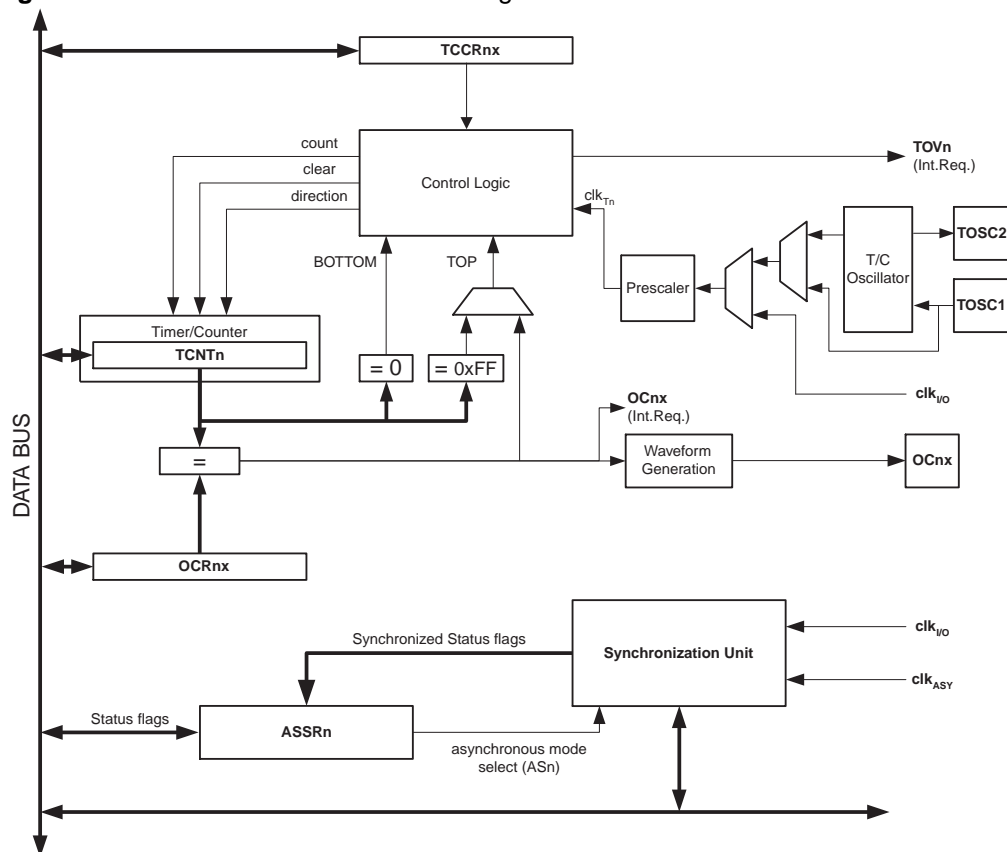 TCCRnx
count
clear
direction
Control Logic
TOVn
(Int.Req.)
clkTn
BOTTOM
TOP
TOSC2
T/C
Oscillator
Prescaler
TOSC1
Timer/Counter
TCNTn
= 0
= 0xFF
clkI/O
OCnx
(Int.Req.)
=
Waveform
Generation
OCnx
DATA BUS
OCRnx
Synchronized Status flags
Synchronization Unit
clkI/O
clkASY
Status flags
ASSRn
asynchronous mode
select (ASn)